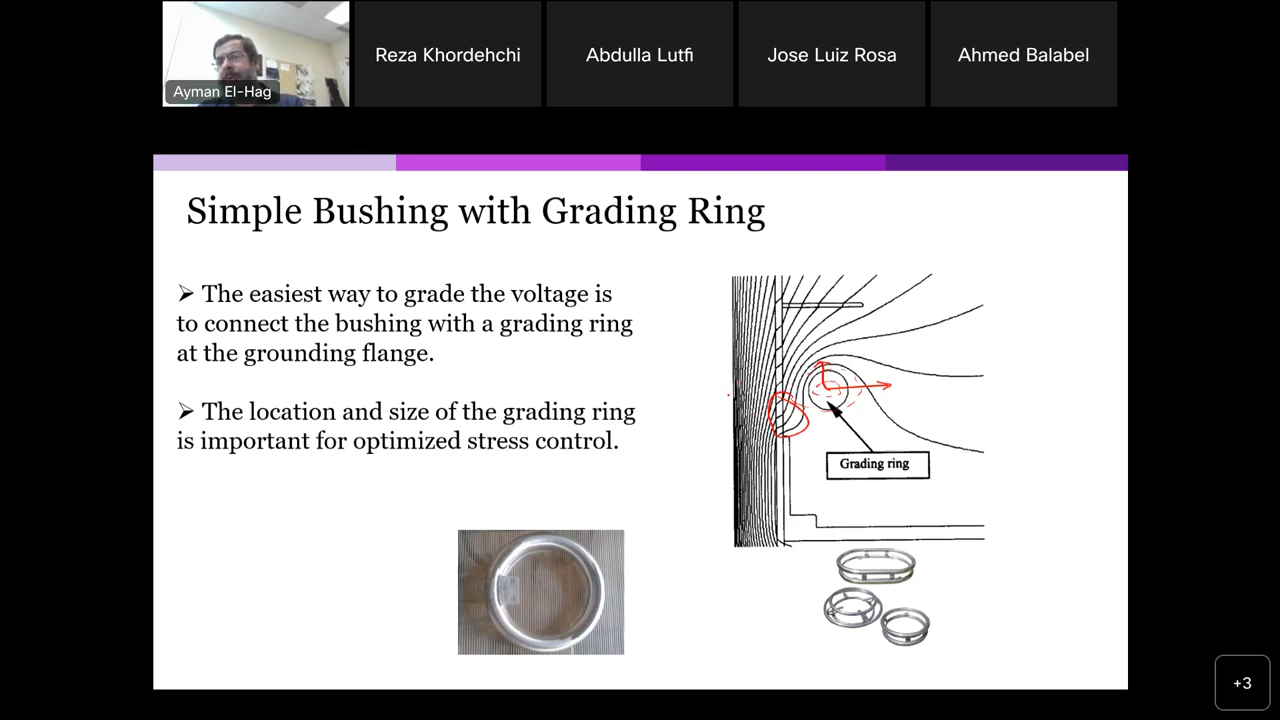 Reza Khordehchi
Abdulla Lutfi
Jose Luiz Rosa
Ahmed Balabel
Ayman El-Hag
Simple Bushing with Grading Ring
➢ The easiest way to grade the voltage is
to connect the bushing with a grading ring
at the grounding flange.
➢ The location and size of the grading ring
is important for optimized stress control.
Grading ring
+3